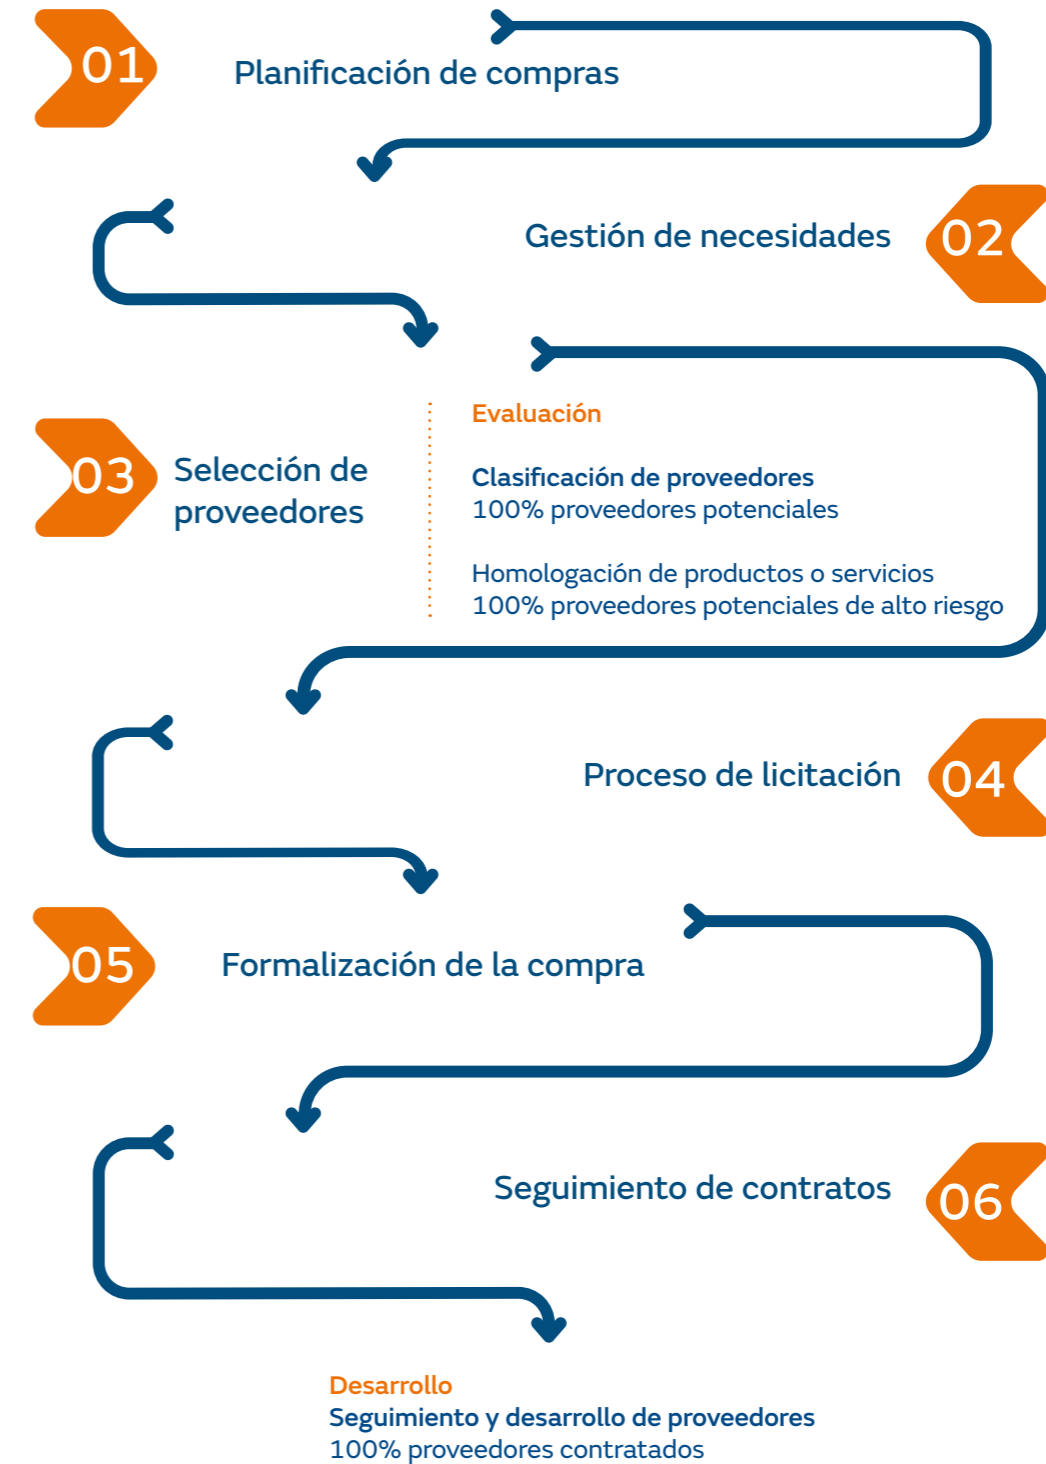 01
Planificación de compras
Gestión de necesidades
02
03
Selección de
proveedores
Evaluación
Clasificación de proveedores
100% proveedores potenciales
Homologación de productos o servicios
100% proveedores potenciales de alto riesgo
Proceso de licitación
04
05
Formalización de la compra
Seguimiento de contratos
06
Desarrollo
Seguimiento y desarrollo de proveedores
100% proveedores contratados